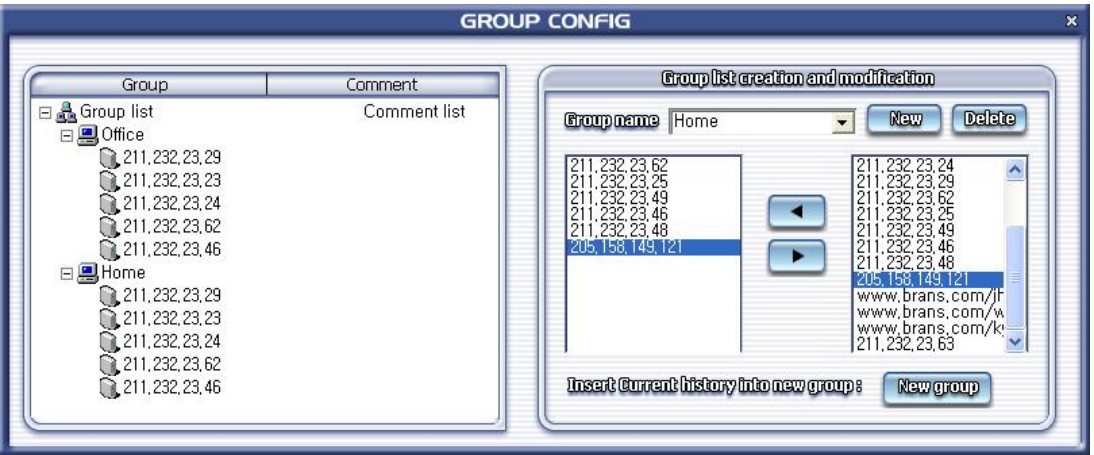 GROUP CONFIG
Group Comment
Group list Comment list
Office
211,232,23,29
211,232,23,23
211,232,23,24
211,232,23,62
211,232,23,46
Home
211,232,23,29
211,232,23,23
211,232,23,24
211,232,23,62
211,232,23,46
Group list creation and modification
Group name Home New Delete
211,232,23,62
211,232,23,25
211,232,23,49
211,232,23,46
211,232,23,48
205,158,149,121
211,232,23,24
211,232,23,29
211,232,23,62
211,232,23,25
211,232,23,49
211,232,23,46
211,232,23,48
205,158,149,121
www,brans,com/
www,brans,com/w
www,brans,com/k
211,232,23,63
Insert Current history into new group : New group